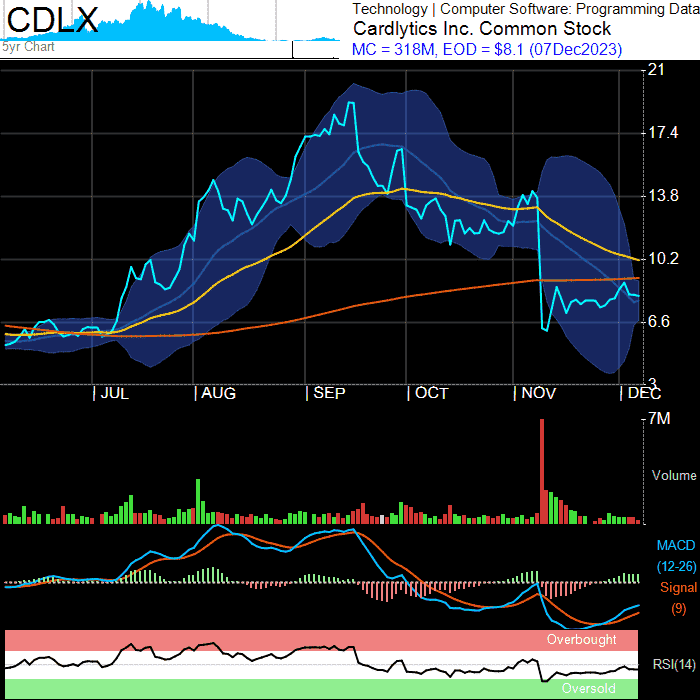 CDLX
5yr Chart
Technology | Computer Software: Programming Data
Cardlytics Inc. Common Stock
MC = 318M, EOD = $8.1 (07Dec2023)
21
17.4
13.8
10.2
6.6
3
| JUL
| AUG
| SEP
| OCT
| NOV
| DEC
7M
Volume
MACD
(12-26)
Signal
(9)
Overbought
RSI(14)
Oversold